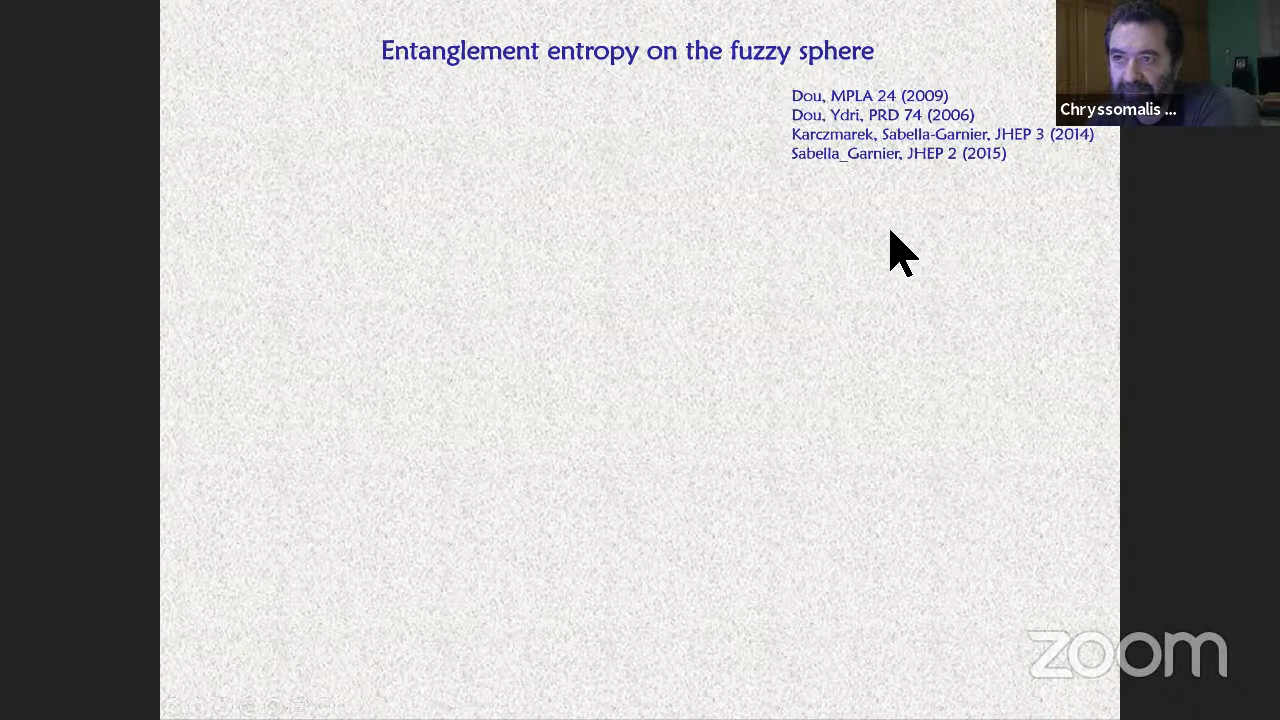 Entanglement entropy on the fuzzy sphere
Dou, MPLA 24 (2009)
Dou, Ydri, PRD 74 (2006)
Karczmarek, Sabella-Garnier, JHEP 3 (2014)
Sabella_Garnier, JHEP 2 (2015)
Chryssomalis ...
zoom